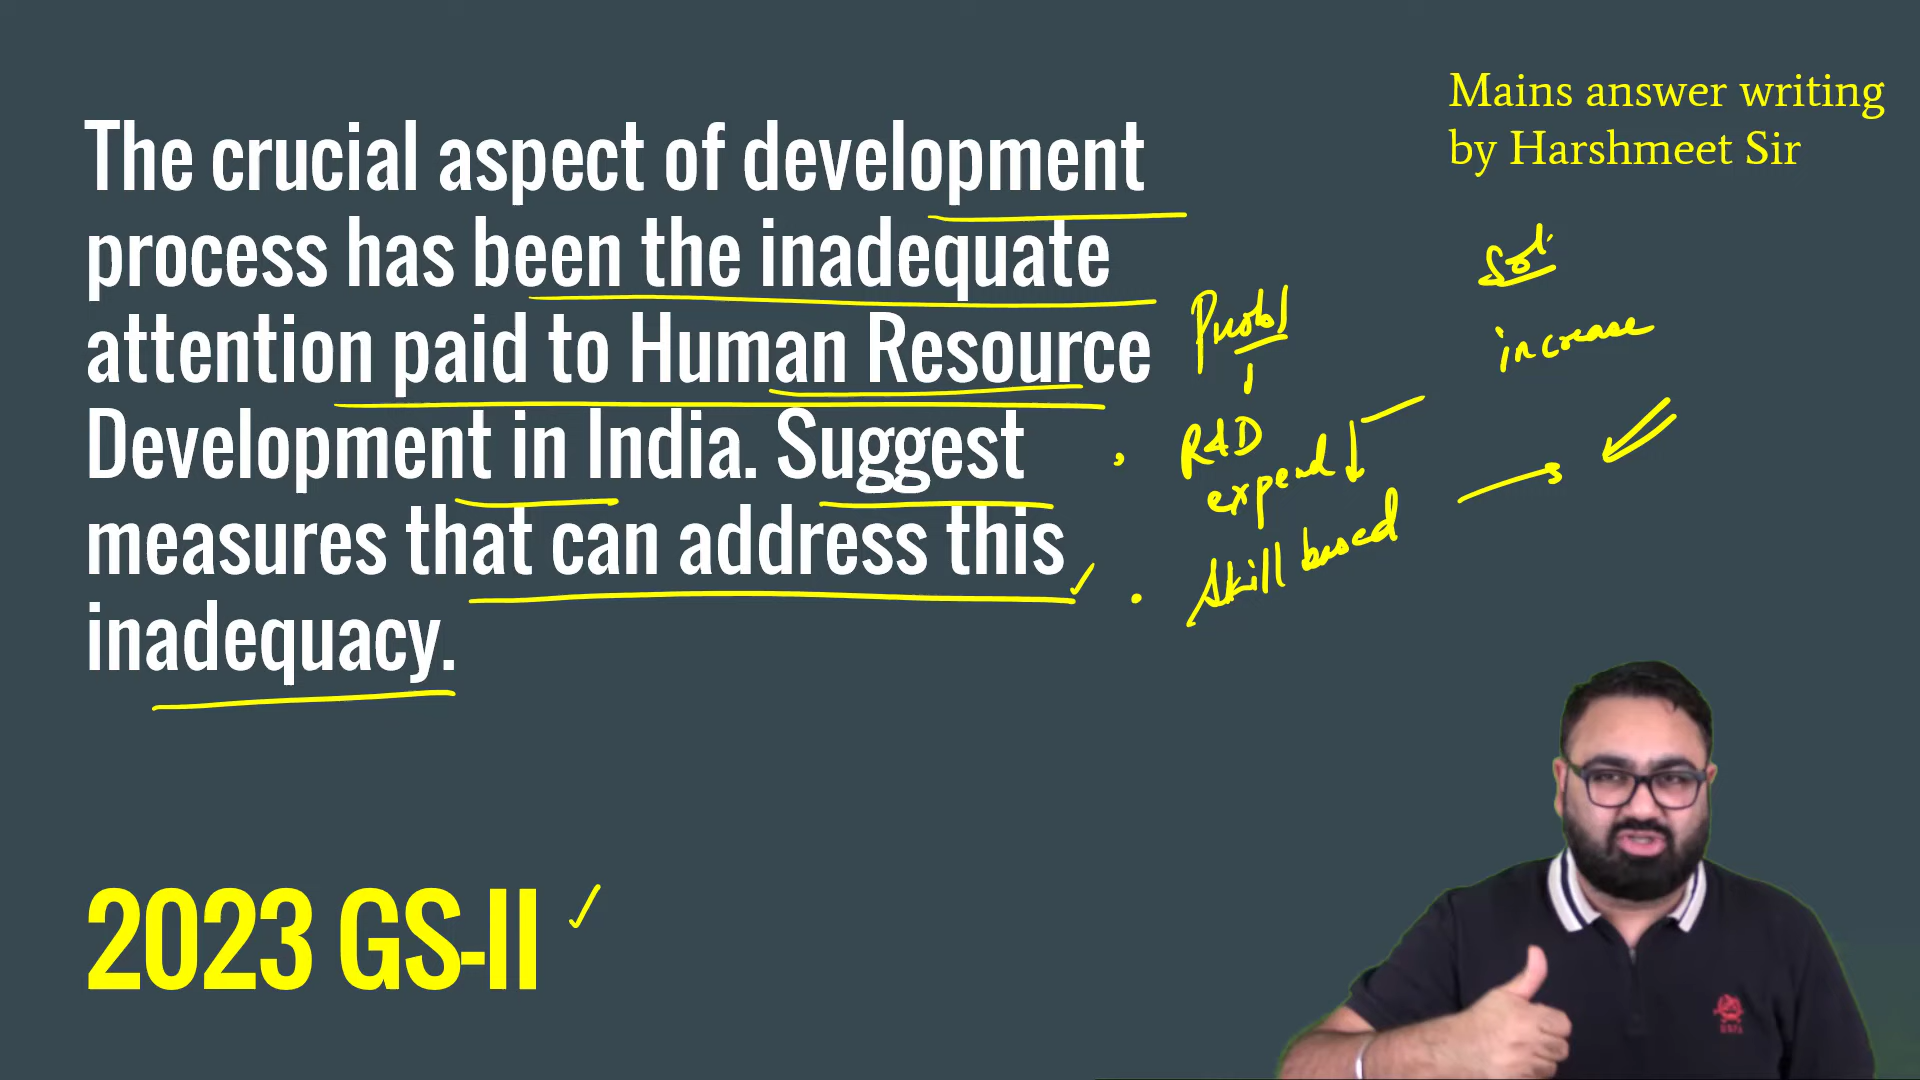 Mains answer writing
by Harshmeet Sir
The crucial aspect of development
process has been the inadequate
attention paid to Human Resource
Development in India. Suggest
measures that can address this
inadequacy.
Probl
R&D
expend
Skill based
Sol.
increase
2023 GS-II